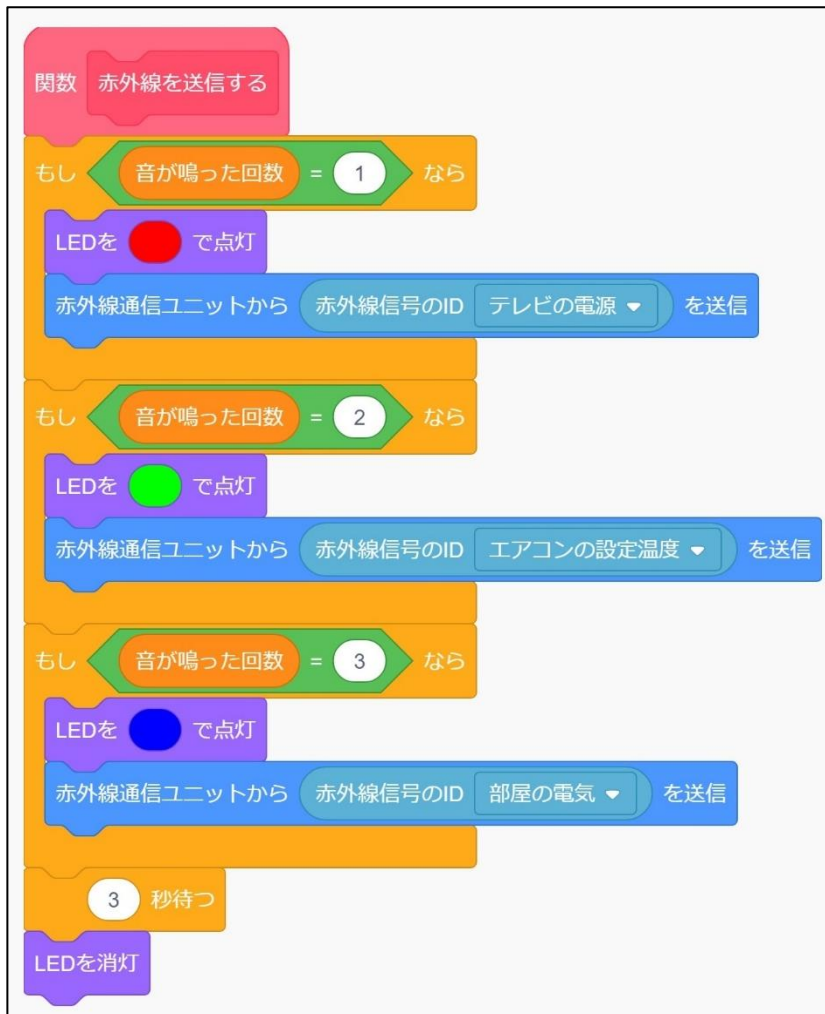 関数 赤外線を送信する
もし 音が鳴った回数 = 1 なら
LEDを で点灯
赤外線通信ユニットから 赤外線信号のID テレビの電源 を送信
もし 音が鳴った回数 = 2 なら
LEDを で点灯
赤外線通信ユニットから 赤外線信号のID エアコンの設定温度 を送信
もし 音が鳴った回数 = 3 なら
LEDを で点灯
赤外線通信ユニットから 赤外線信号のID 部屋の電気 を送信
3 秒待つ
LEDを消灯